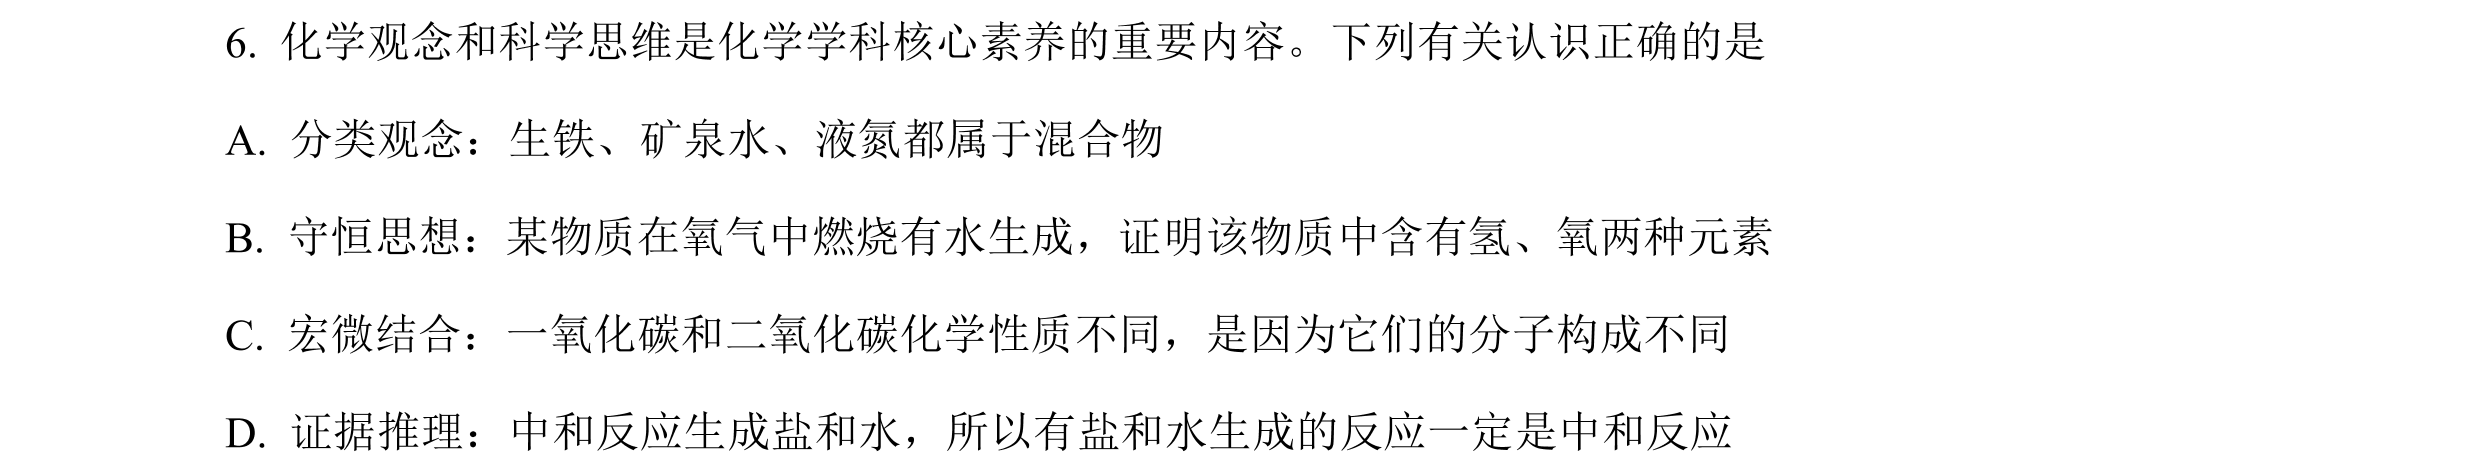 6. 化学观念和科学思维是化学学科核心素养的重要内容。下列有关认识正确的是
A. 分类观念：生铁、矿泉水、液氮都属于混合物
B. 守恒思想：某物质在氧气中燃烧有水生成，证明该物质中含有氢、氧两种元素
C. 宏微结合：一氧化碳和二氧化碳化学性质不同，是因为它们的分子构成不同
D. 证据推理：中和反应生成盐和水，所以有盐和水生成的反应一定是中和反应